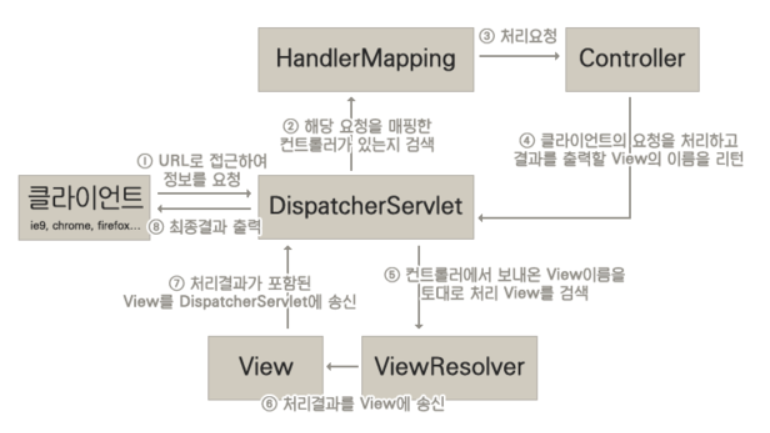 HandlerMapping
③ 처리요청
Controller
② 해당 요청을 매핑한
컨트롤러가 있는지 검색
④ 클라이언트의 요청을 처리하고
결과를 출력할 View의 이름을 리턴
① URL로 접근하여
정보를 요청
클라이언트
ie9, chrome, firefox...
DispatcherServlet
⑧ 최종결과 출력
⑦ 처리결과가 포함된
View를 DispatcherServlet에 송신
⑤ 컨트롤러에서 보내온 View이름을
토대로 처리 View를 검색
View
ViewResolver
⑥ 처리결과를 View에 송신